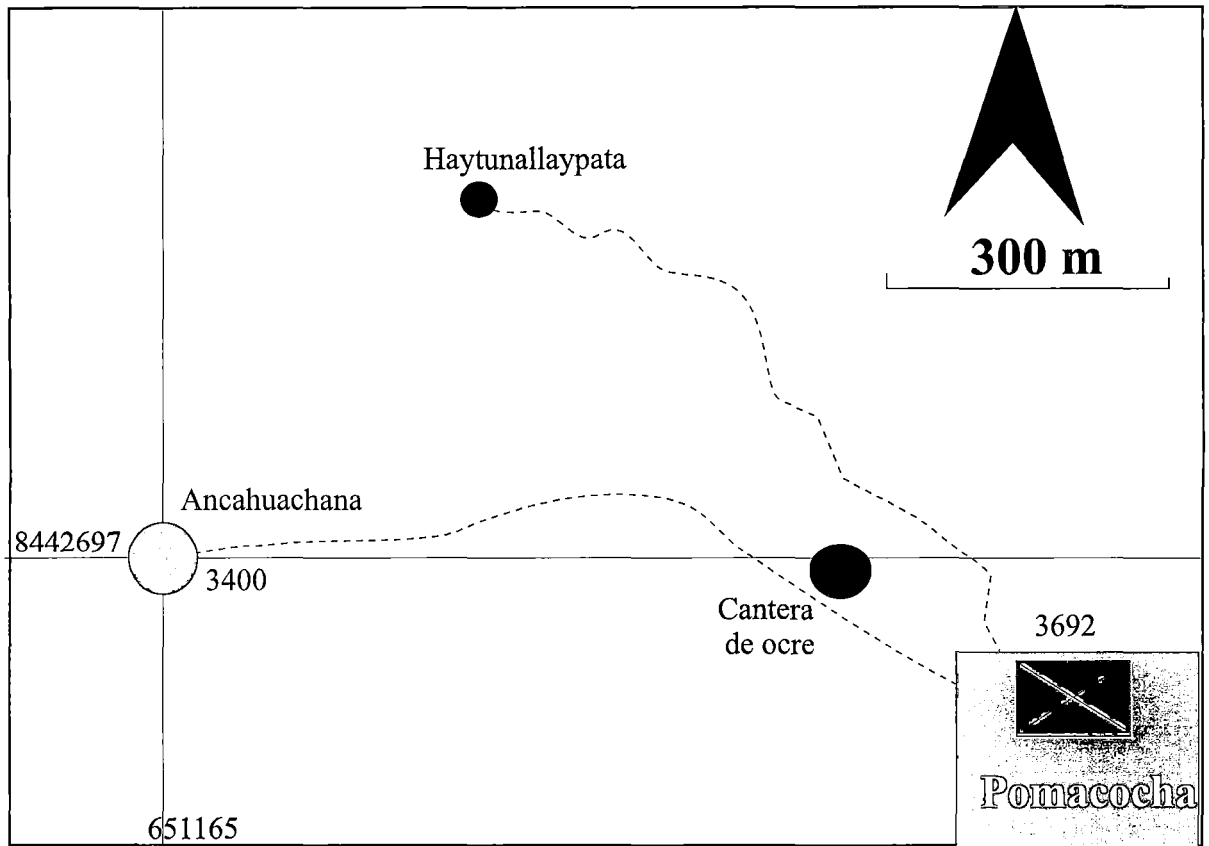 Haytunallaypata
300 m
Ancahuachana
8442697
3400
Cantera
de ocre
3692
Pomacocha
651165